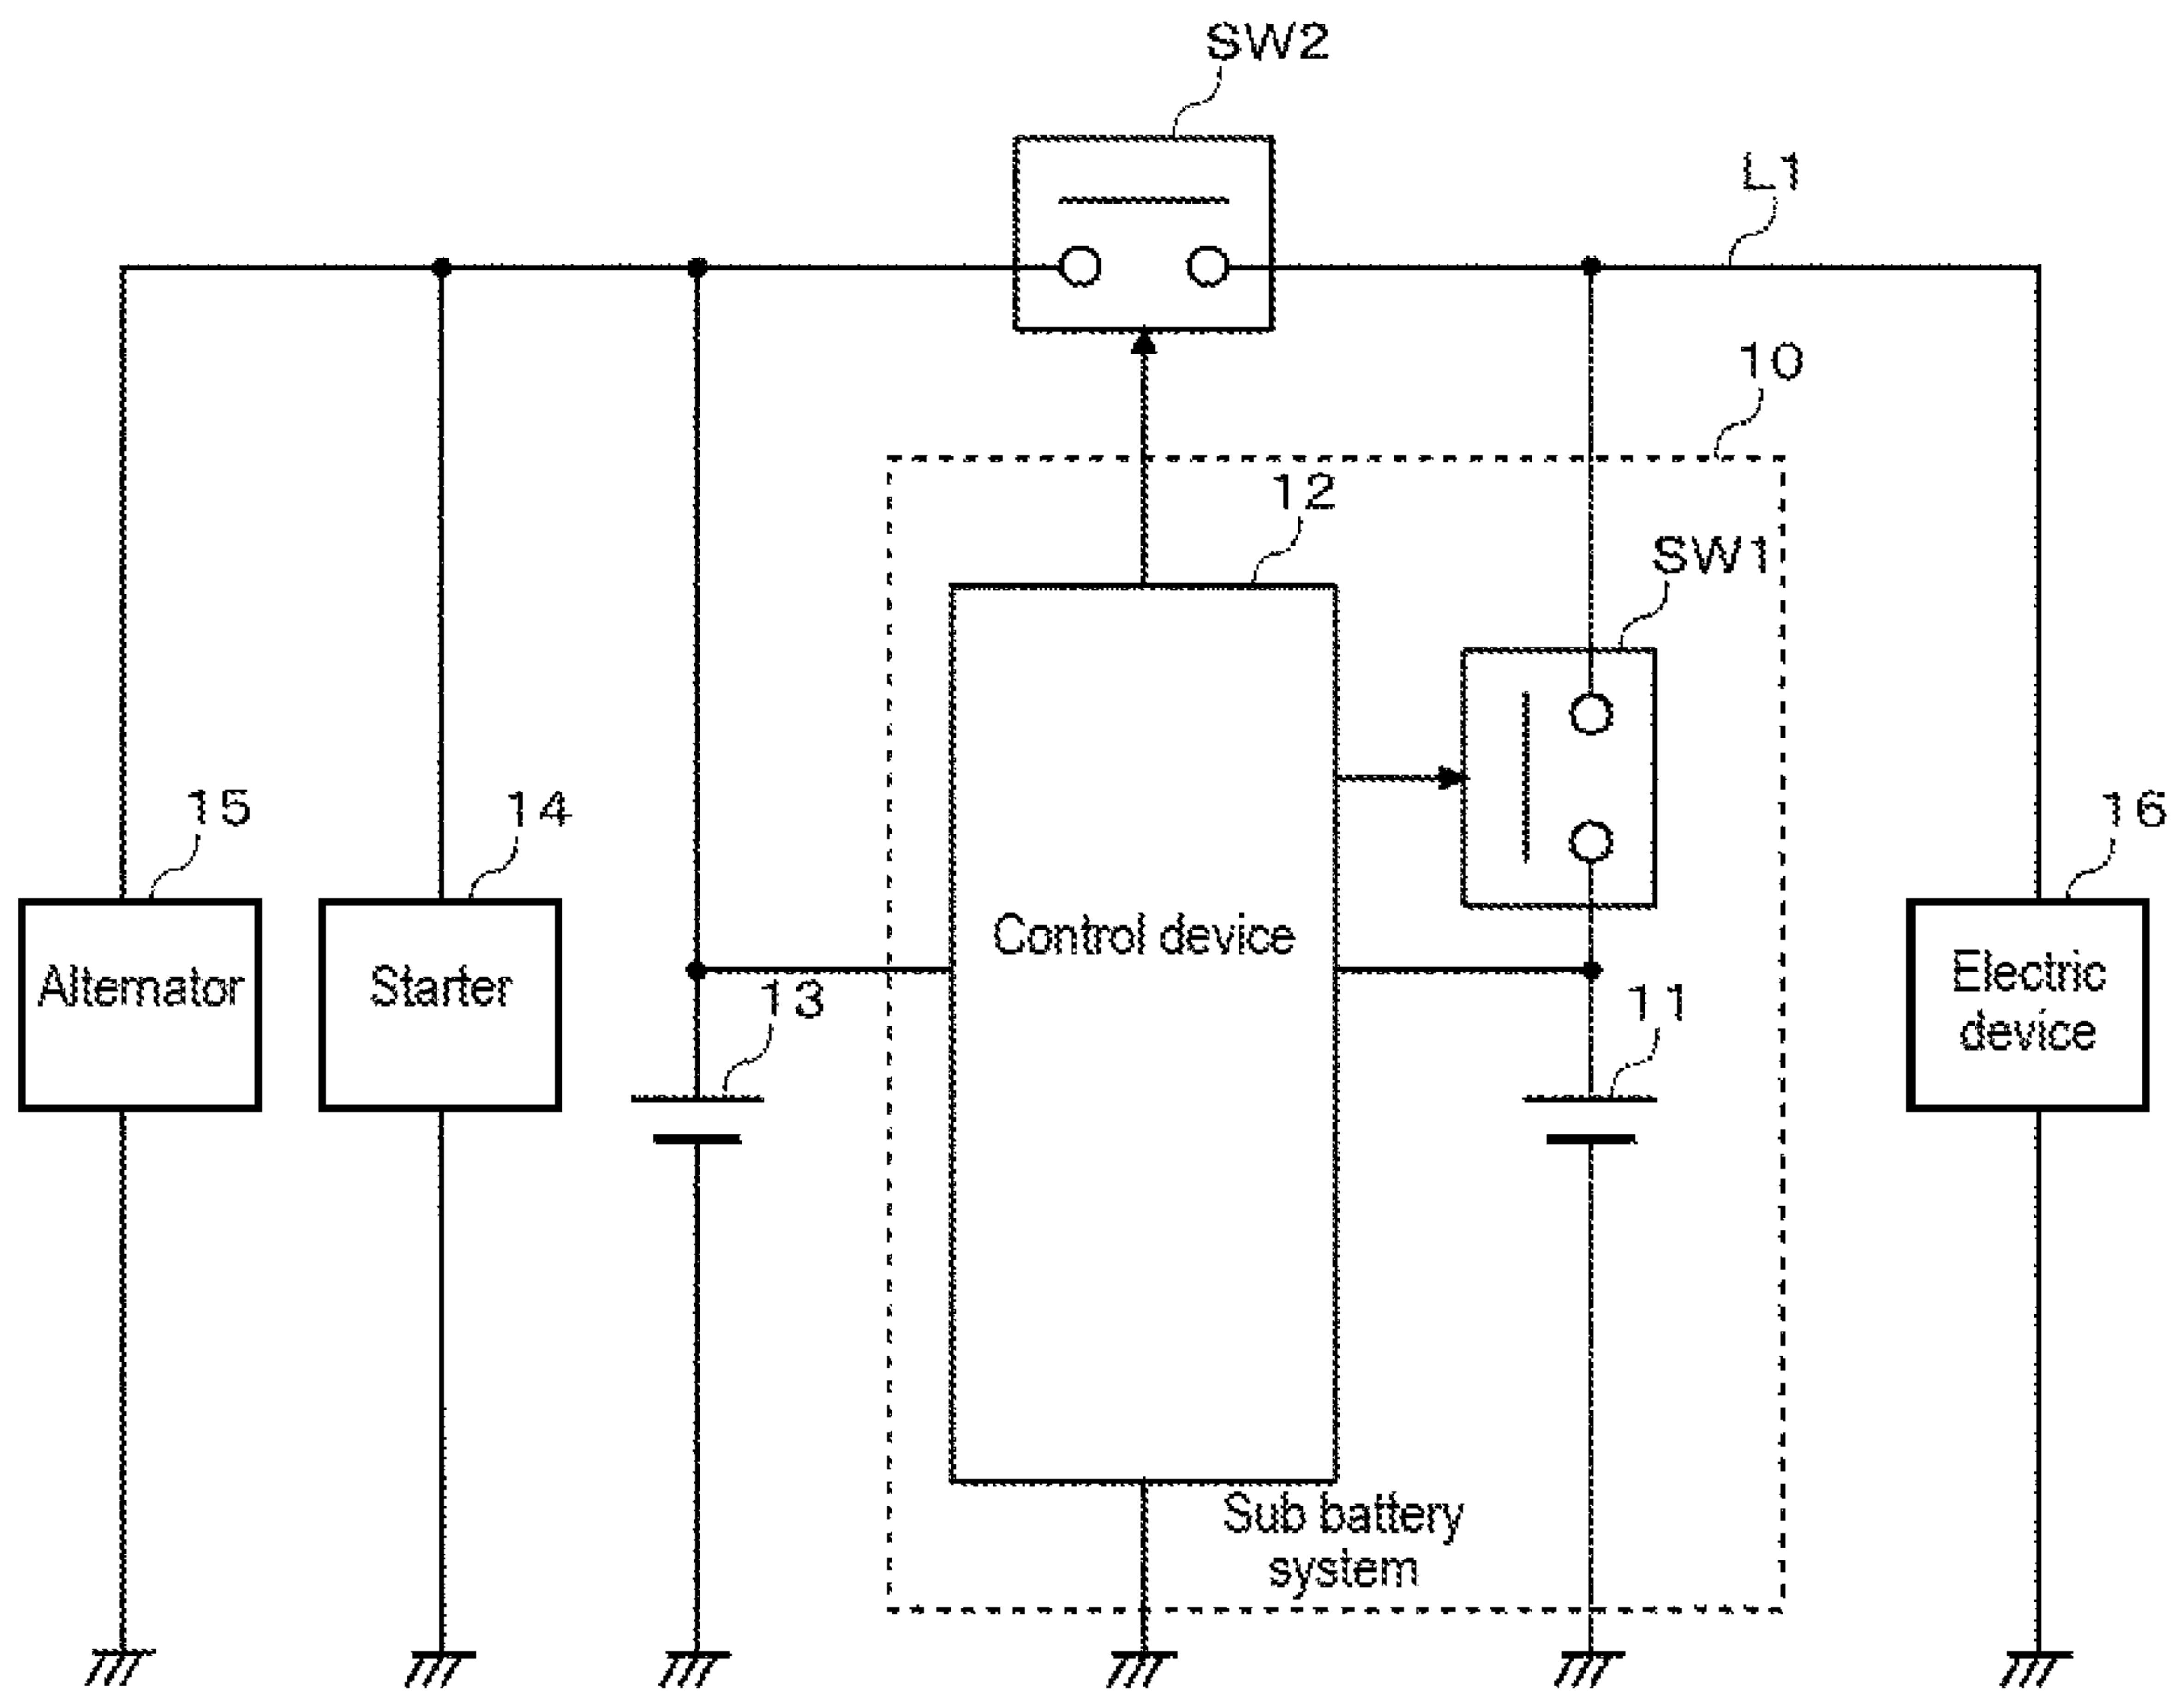 SW2
L1
10
12
SW1
15
14
16
Control device
Alternator
Starter
13
11
Electric
device
Sub battery
system